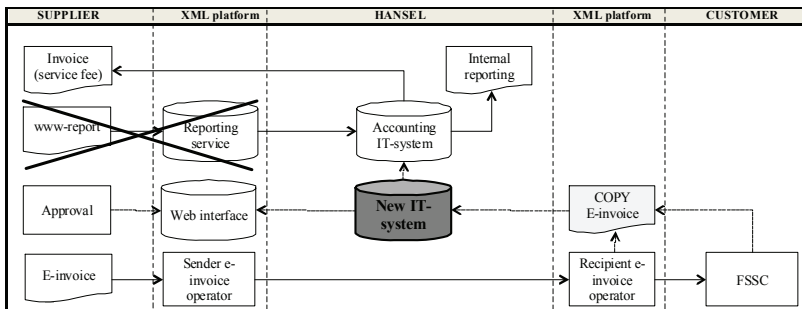 SUPPLIER
XML platform
HANSEL
XML platform
CUSTOMER
Invoice
(service fee)
Internal
reporting
www-report
Reporting
service
Accounting
IT-system
Approval
Web interface
New IT-
system
COPY
E-invoice
E-invoice
Sender e-
invoice
operator
Recipient e-
invoice
operator
FSSC